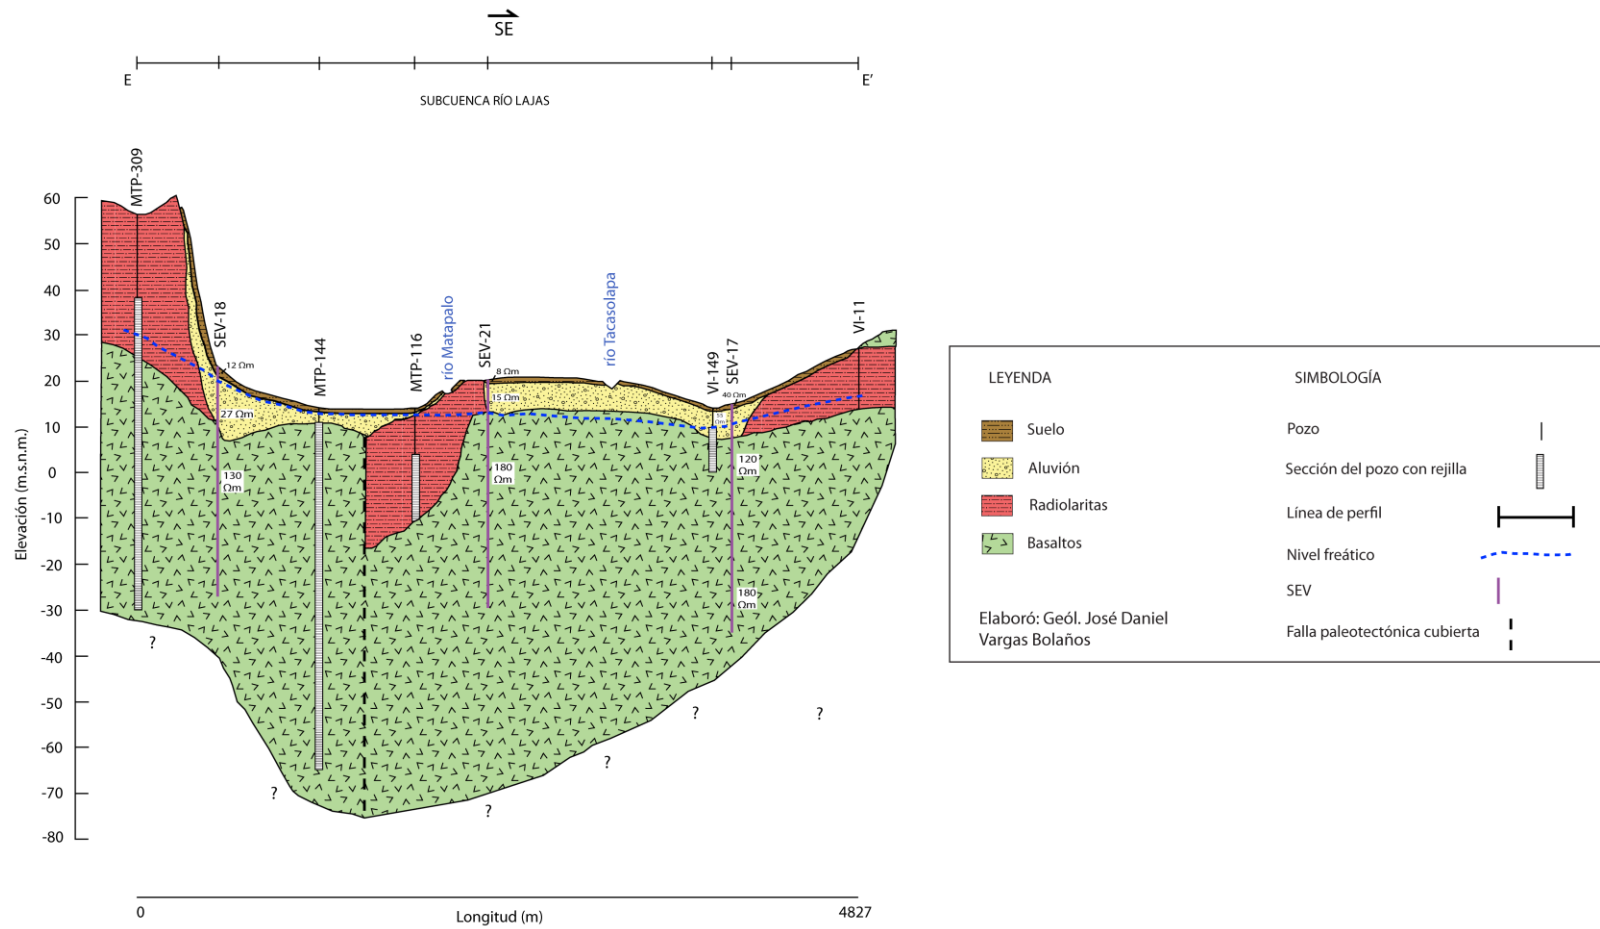 SE
E
E'
SUBCUENCA RÍO LAJAS
MTP-309
SEV-18
MTP-144
MTP-116
río Matapalo
SEV-21
río Tacasolapa
VI-149
SEV-17
VI-11
Elevación (m.s.n.m.)
60
50
40
30
20
10
0
-10
-20
-30
-40
-50
-60
-70
-80
12 Ωm
27 Ωm
130
Ωm
8 Ωm
15 Ωm
180
Ωm
40 Ωm
120
Ωm
180
Ωm
?
?
?
?
?
?
0
Longitud (m)
4827
LEYENDA
Suelo
Aluvión
Radiolaritas
Basaltos
Elaboró: Geól. José Daniel
Vargas Bolaños
SIMBOLOGÍA
Pozo
Sección del pozo con rejilla
Línea de perfil
Nivel freático
SEV
Falla paleotectónica cubierta